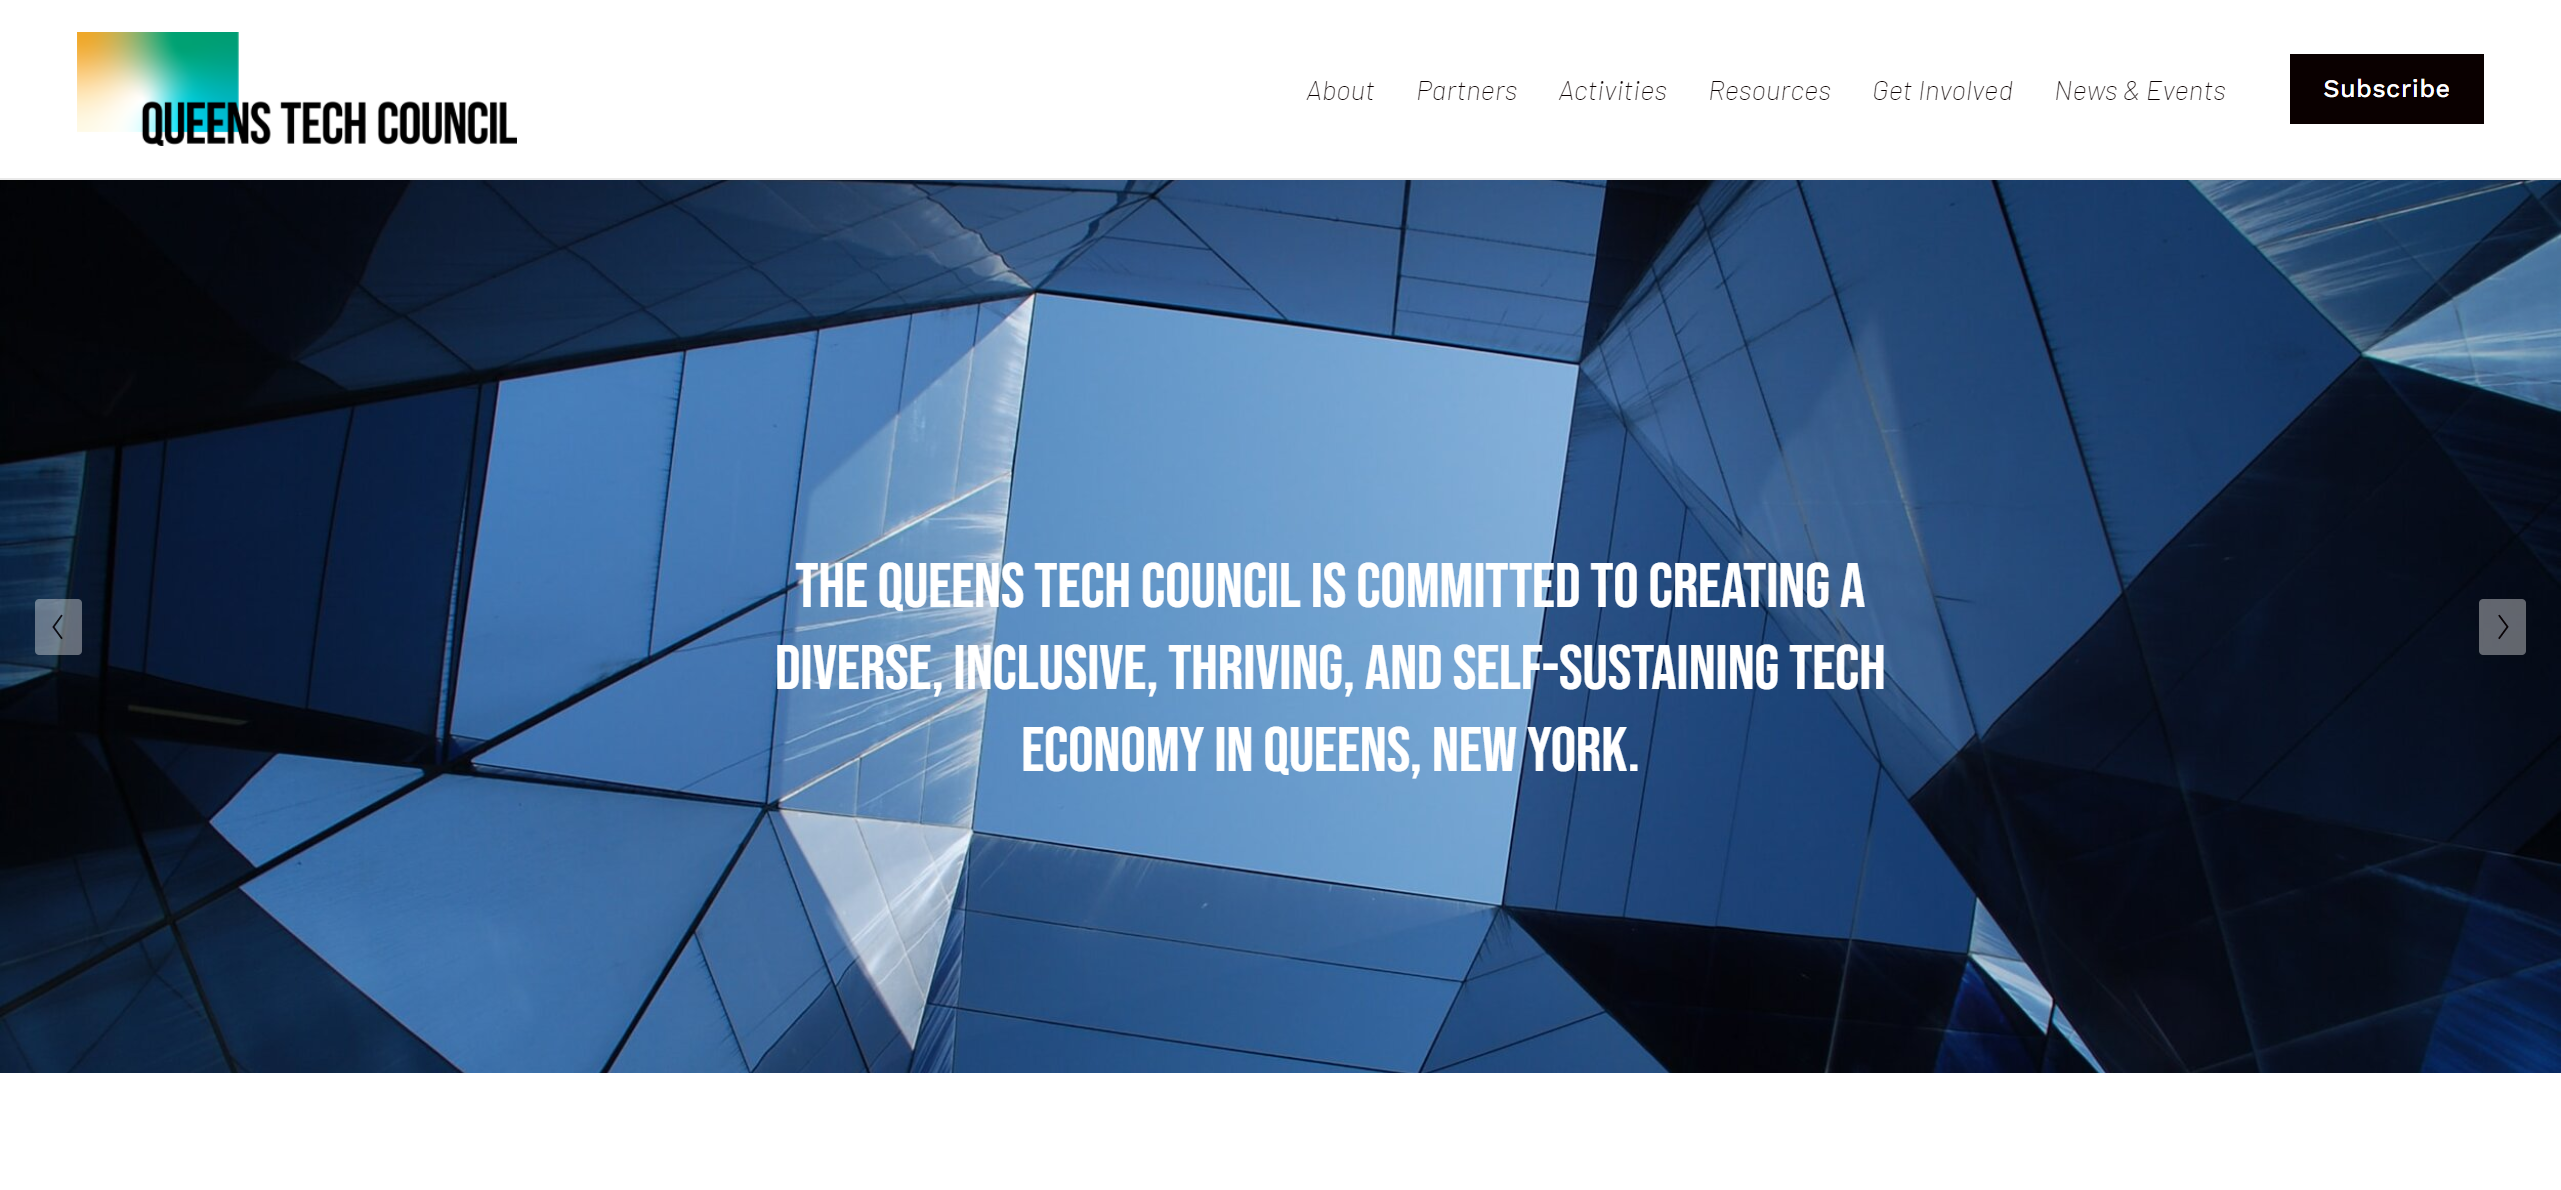 QUEENS TECH COUNCIL
About Partners Activities Resources Get Involved News & Events Subscribe
THE QUEENS TECH COUNCIL IS COMMITTED TO CREATING A
DIVERSE, INCLUSIVE, THRIVING, AND SELF-SUSTAINING TECH
ECONOMY IN QUEENS, NEW YORK.